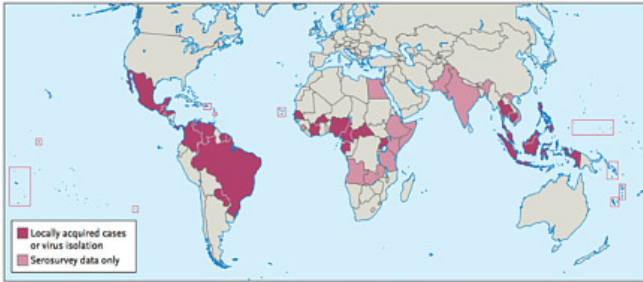 Locally acquired cases
or virus isolation
Serosurvey data only